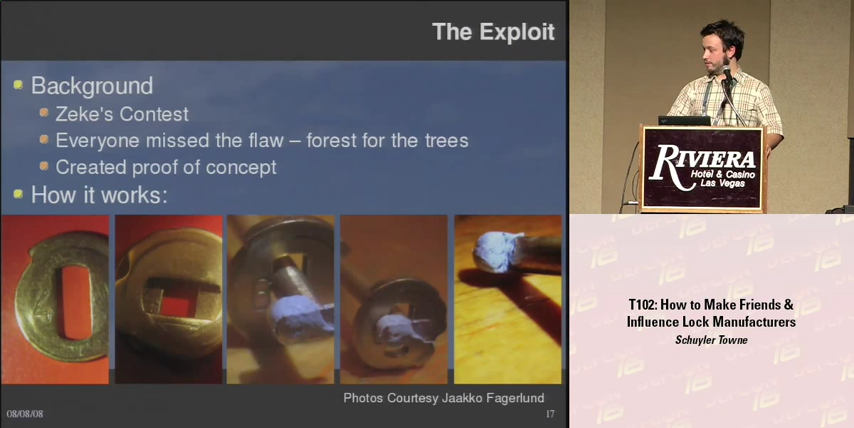 The Exploit
Background
Zeke's Contest
Everyone missed the flaw – forest for the trees
Created proof of concept
How it works:
Photos Courtesy Jaakko Fagerlund
08/08/08
17
RIVIERA
Hotel & Casino
Las Vegas
T102: How to Make Friends &
Influence Lock Manufacturers
Schuyler Towne